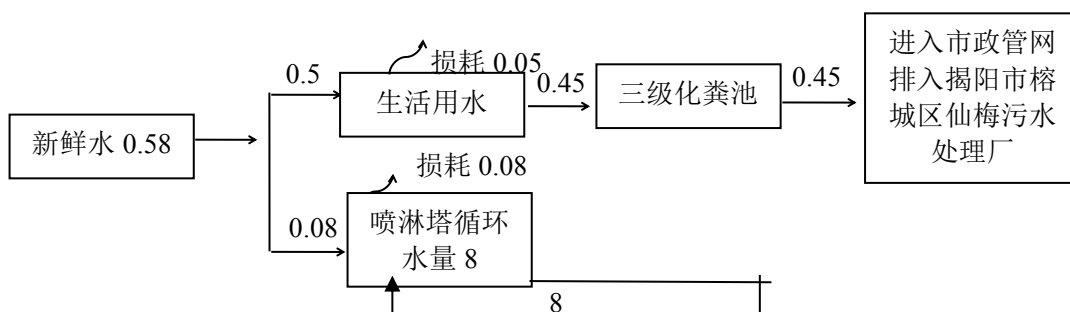 损耗 0.05
0.5
生活用水
0.45
三级化粪池
0.45
进入市政管网
排入揭阳市榕
城区仙梅污水
处理厂
新鲜水 0.58
损耗 0.08
0.08
喷淋塔循环
水量 8
8